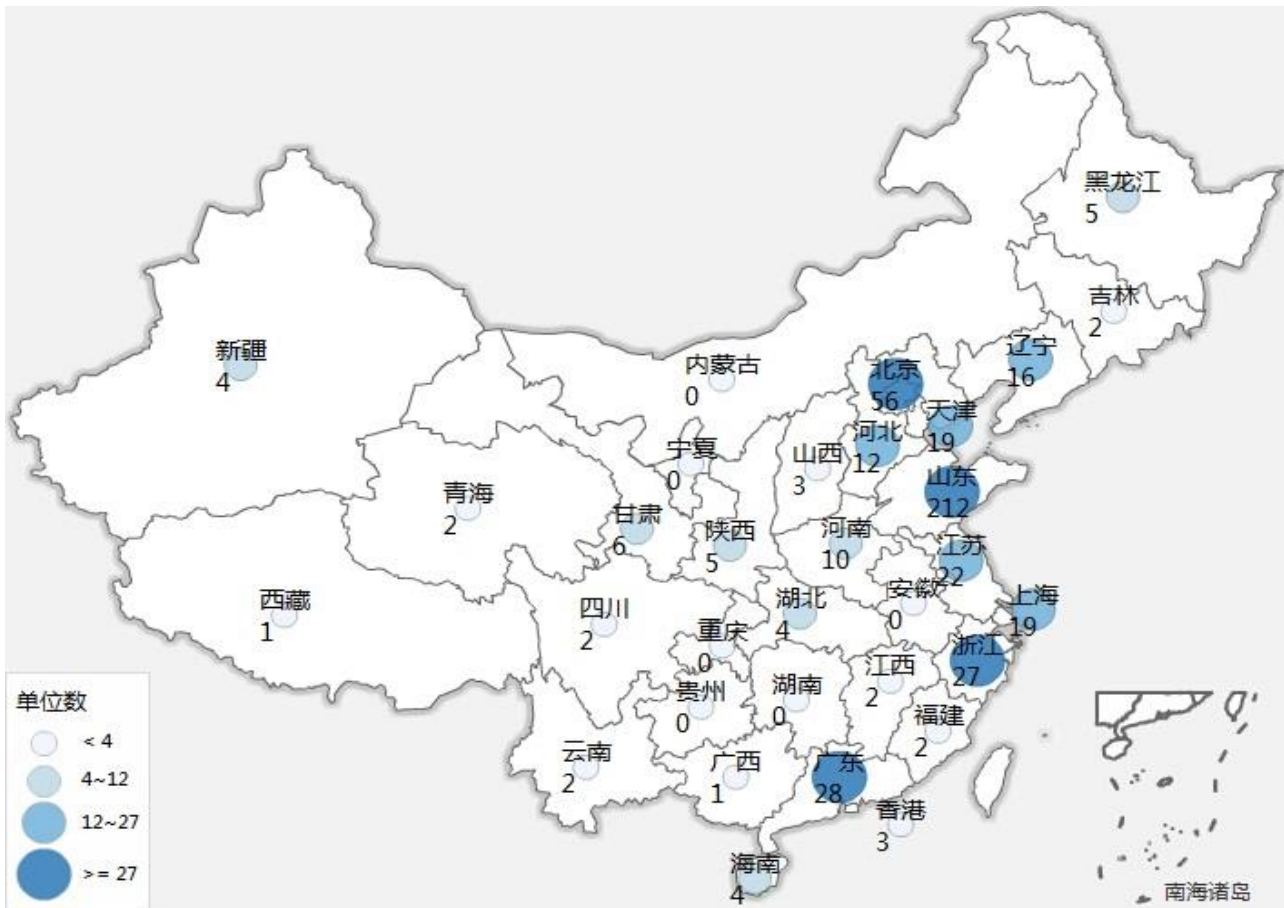 黑龙江
5
吉林
2
新疆
4
辽宁
16
内蒙古
0
北京
56
天津
19
河北
12
宁夏
0
山西
3
山东
212
青海
2
甘肃
6
陕西
5
河南
10
江苏
22
西藏
1
四川
2
湖北
4
安徽
0
上海
19
重庆
0
浙江
27
江西
2
贵州
0
湖南
0
福建
2
云南
2
广西
1
广东
28
香港
3
海南
4
单位数
< 4
4~12
12~27
>= 27
南海诸岛